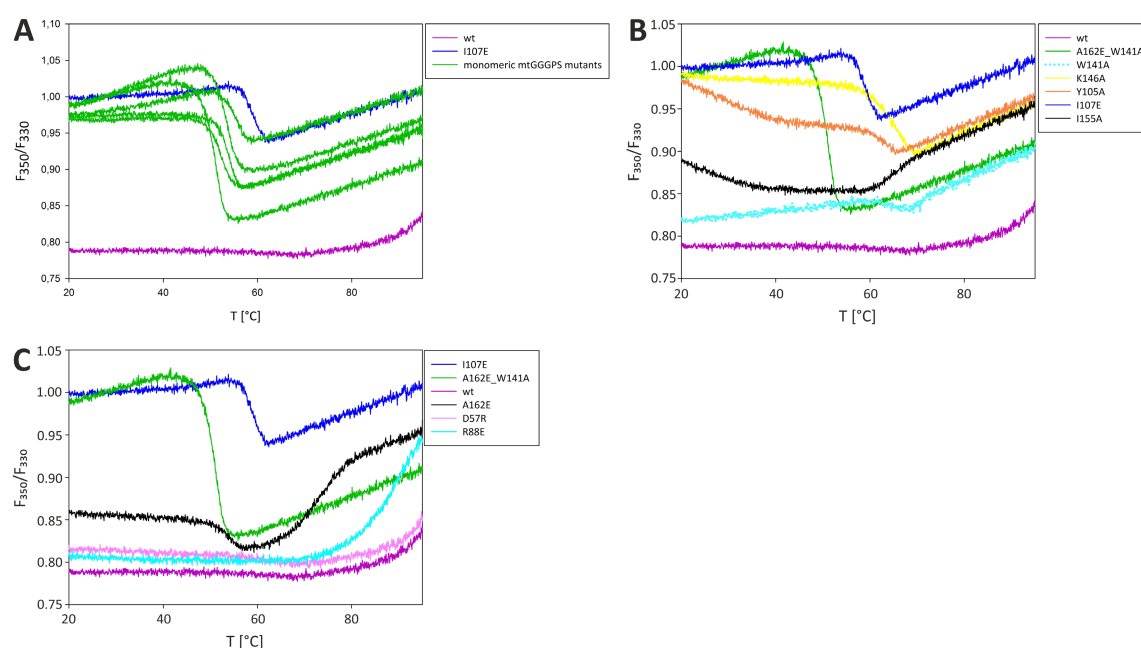 A
1,10
1,05
1,00
0,95
0,90
0,85
0,80
0,75
F350/F330
20
40
60
80
T [°C]
wt
I107E
monomeric mtGGGPS mutants
B
1.05
1.00
0.95
0.90
0.85
0.80
0.75
F350/F330
20
40
60
80
T [°C]
wt
A162E_W141A
W141A
K146A
Y105A
I107E
I155A
C
1.05
1.00
0.95
0.90
0.85
0.80
0.75
F350/F330
20
40
60
80
T [°C]
I107E
A162E_W141A
wt
A162E
D57R
R88E